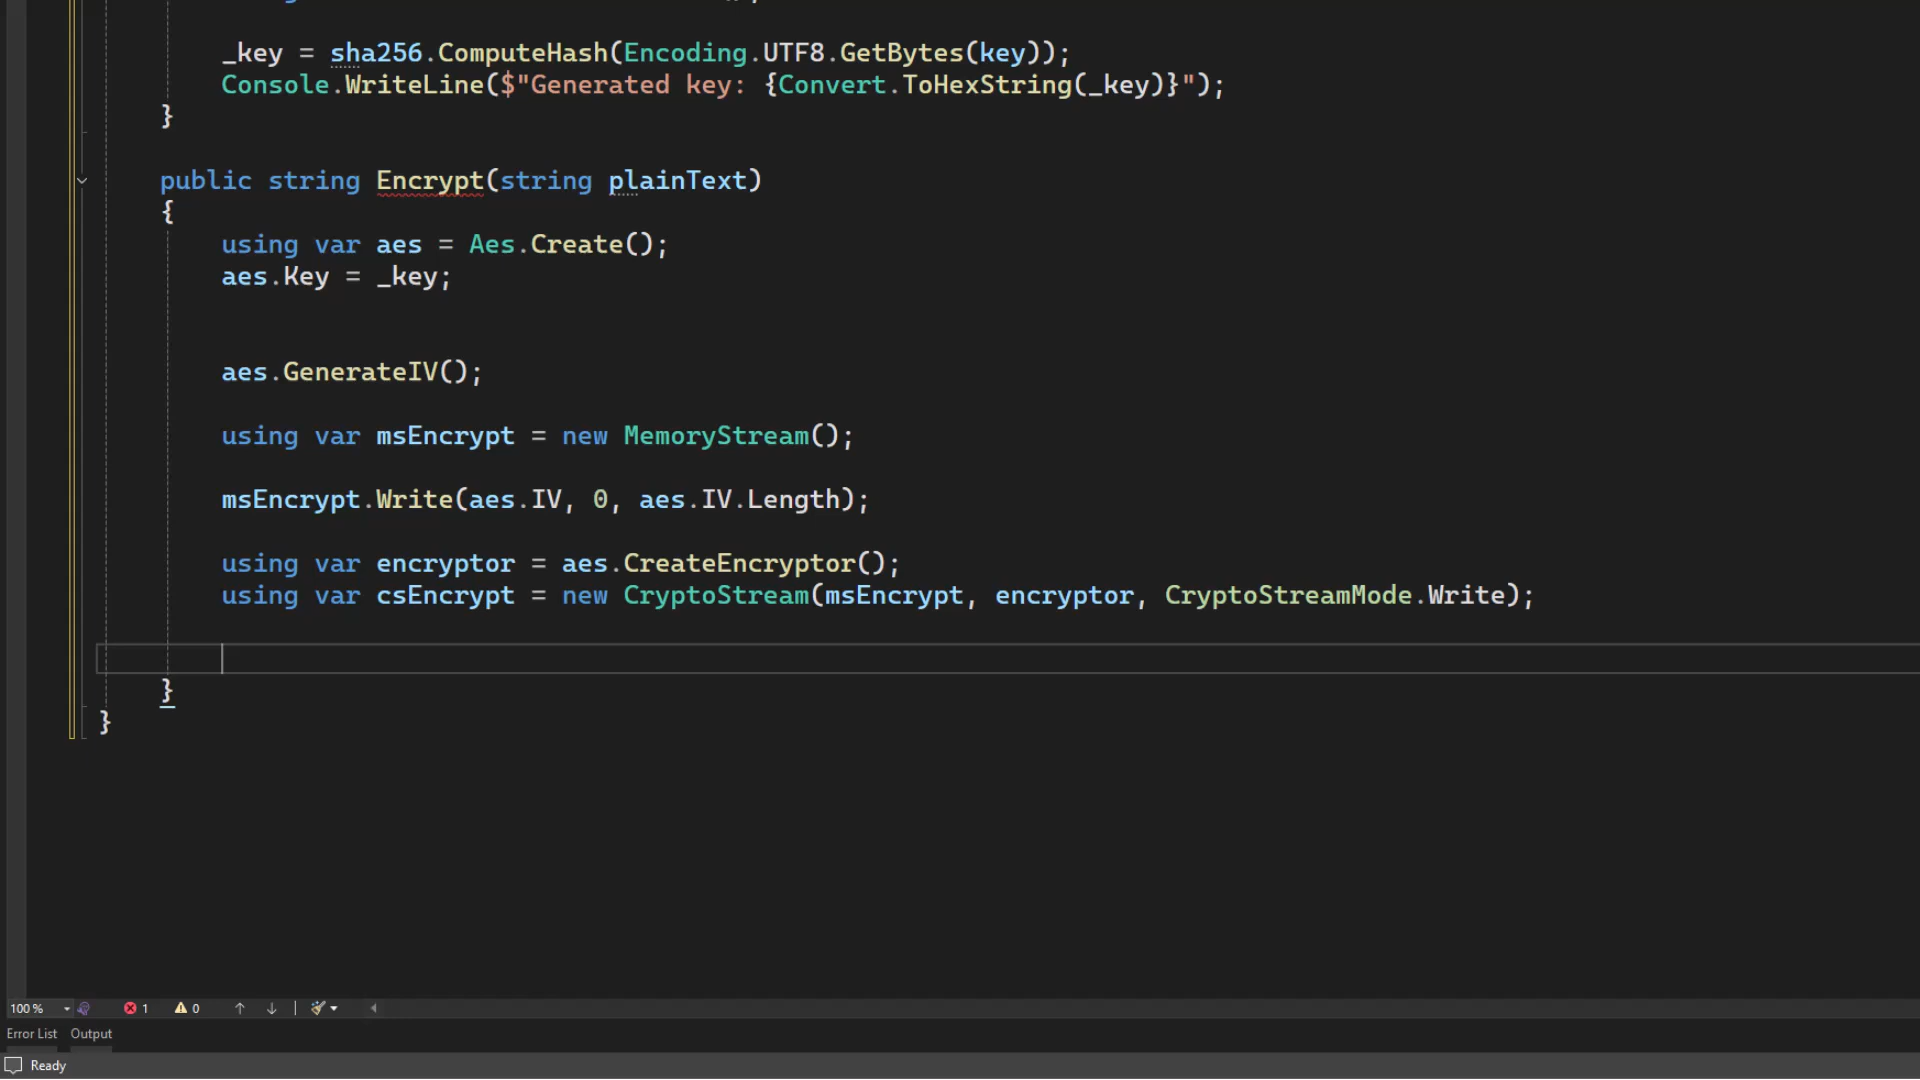 _key = sha256.ComputeHash(Encoding.UTF8.GetBytes(key));
Console.WriteLine($"Generated key: {Convert.ToHexString(_key)}");
}
public string Encrypt(string plainText)
{
using var aes = Aes.Create();
aes.Key = _key;
aes.GenerateIV();
using var msEncrypt = new MemoryStream();
msEncrypt.Write(aes.IV, 0, aes.IV.Length);
using var encryptor = aes.CreateEncryptor();
using var csEncrypt = new CryptoStream(msEncrypt, encryptor, CryptoStreamMode.Write);
}
}
100 % 1 0
Error List Output
Ready